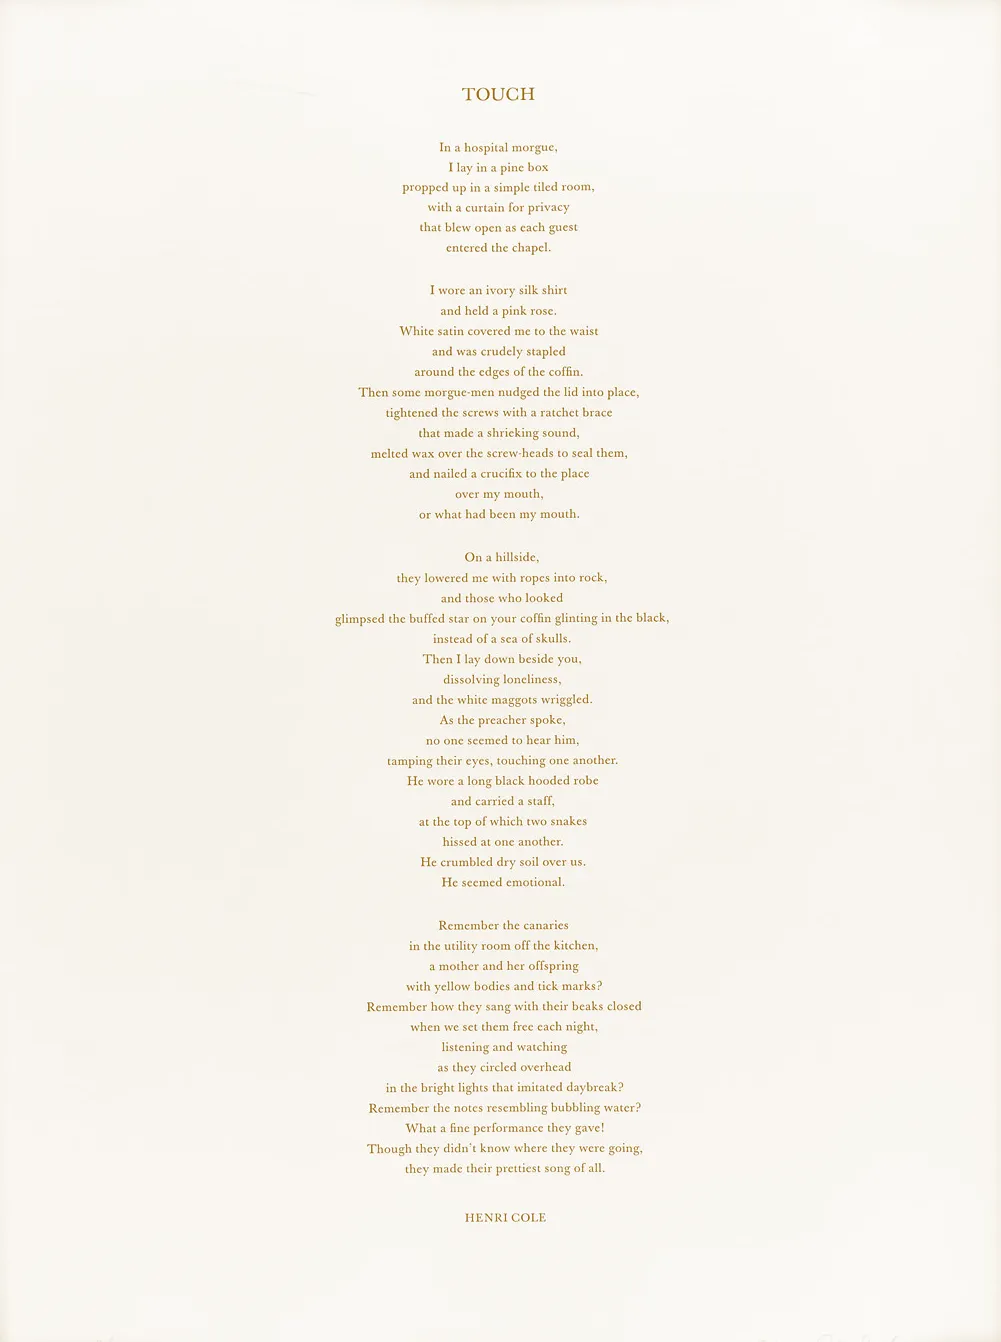 TOUCH
In a hospital morgue,
I lay in a pine box
propped up in a simple tiled room,
with a curtain for privacy
that blew open as each guest
entered the chapel.
I wore an ivory silk shirt
and held a pink rose.
White satin covered me to the waist
and was crudely stapled
around the edges of the coffin.
Then some morgue-men nudged the lid into place,
tightened the screws with a ratchet brace
that made a shrieking sound,
melted wax over the screw-heads to seal them,
and nailed a crucifix to the place
over my mouth,
or what had been my mouth.
On a hillside,
they lowered me with ropes into rock,
and those who looked
glimpsed the buffed star on your coffin glinting in the black,
instead of a sea of skulls.
Then I lay down beside you,
dissolving loneliness,
and the white maggots wriggled.
As the preacher spoke,
no one seemed to hear him,
tamping their eyes, touching one another.
He wore a long black hooded robe
and carried a staff,
at the top of which two snakes
hissed at one another.
He crumbled dry soil over us.
He seemed emotional.
Remember the canaries
in the utility room off the kitchen,
a mother and her offspring
with yellow bodies and tick marks?
Remember how they sang with their beaks closed
when we set them free each night,
listening and watching
as they circled overhead
in the bright lights that imitated daybreak?
Remember the notes resembling bubbling water?
What a fine performance they gave!
Though they didn't know where they were going,
they made their prettiest song of all.
HENRI COLE